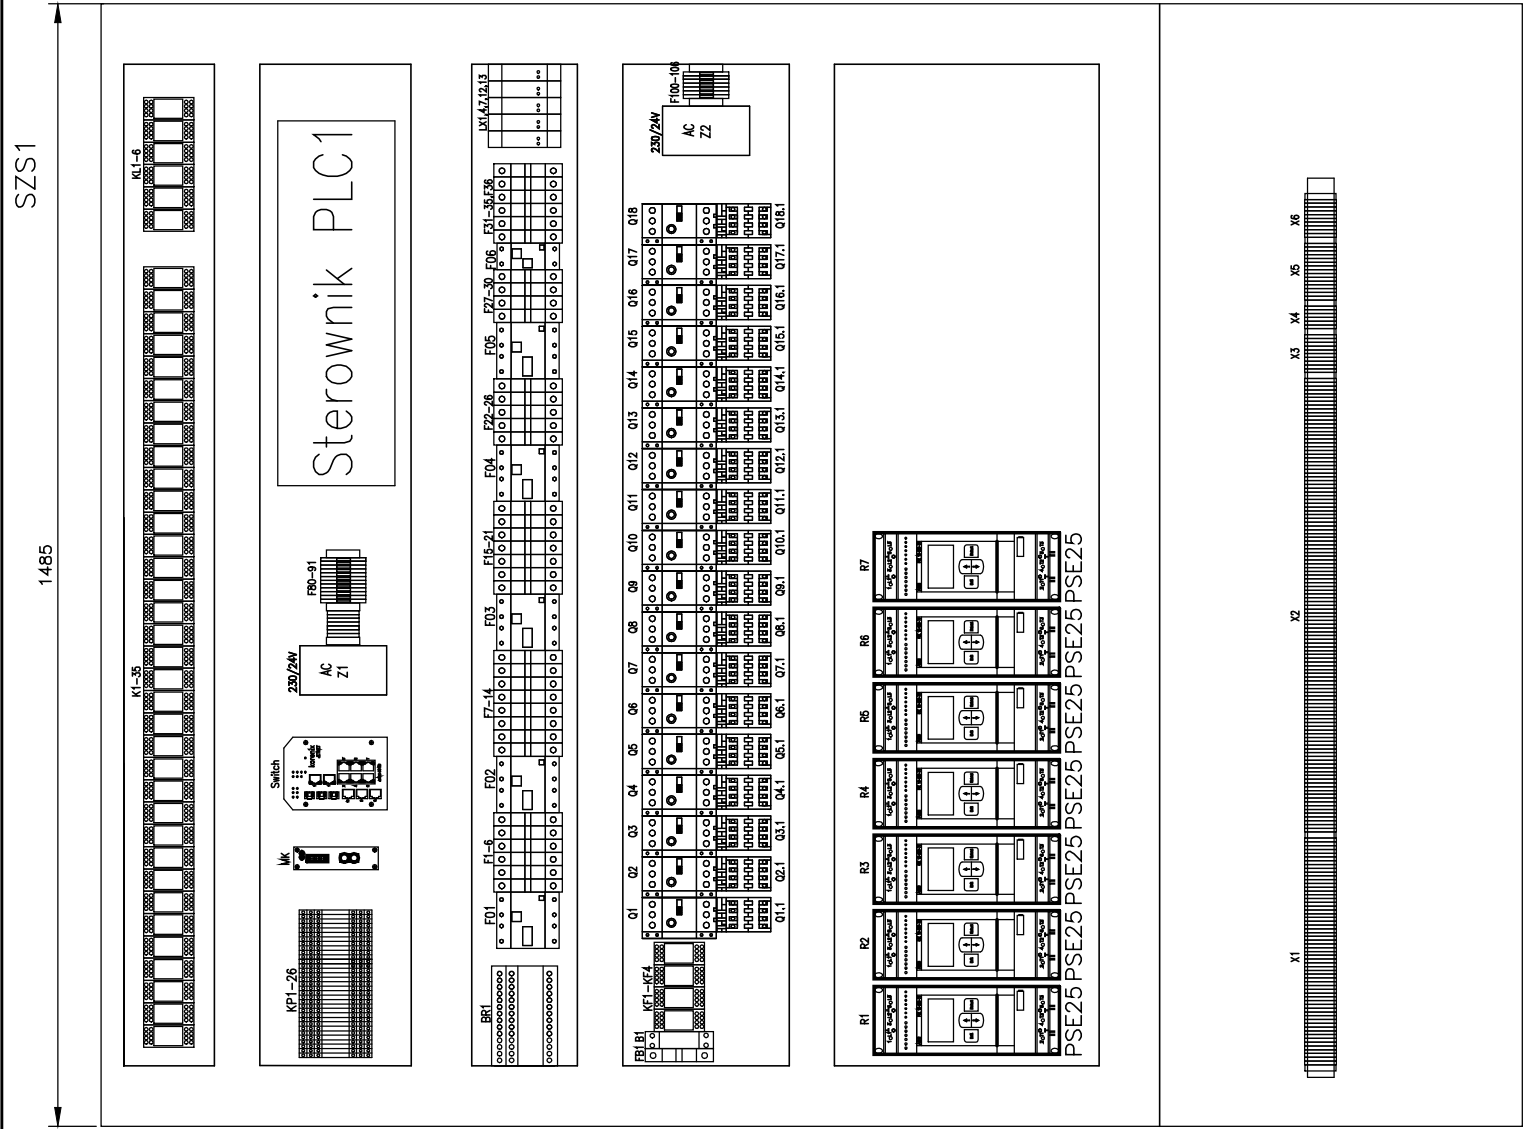 SZS1
1485
KL1-6
K1-35
Sterownik PLC1
F80-91
230/24V
AC
Z1
Switch
MK
KP1-26
LX1,4,7,12,13
F31-35,F36
F06
F27-30
F05
F22-26
F04
F15-21
F03
F7-14
F02
F1-6
F01
BR1
F100-106
230/24V
AC
Z2
Q18
Q18.1
Q17
Q17.1
Q16
Q16.1
Q15
Q15.1
Q14
Q14.1
Q13
Q13.1
Q12
Q12.1
Q11
Q11.1
Q10
Q10.1
Q9
Q9.1
Q8
Q8.1
Q7
Q7.1
Q6
Q6.1
Q5
Q5.1
Q4
Q4.1
Q3
Q3.1
Q2
Q2.1
Q1
Q1.1
KF1-KF4
FB1 B1
R7
PSE25
R6
PSE25
R5
PSE25
R4
PSE25
R3
PSE25
R2
PSE25
R1
PSE25
X6
X5
X4
X3
X2
X1